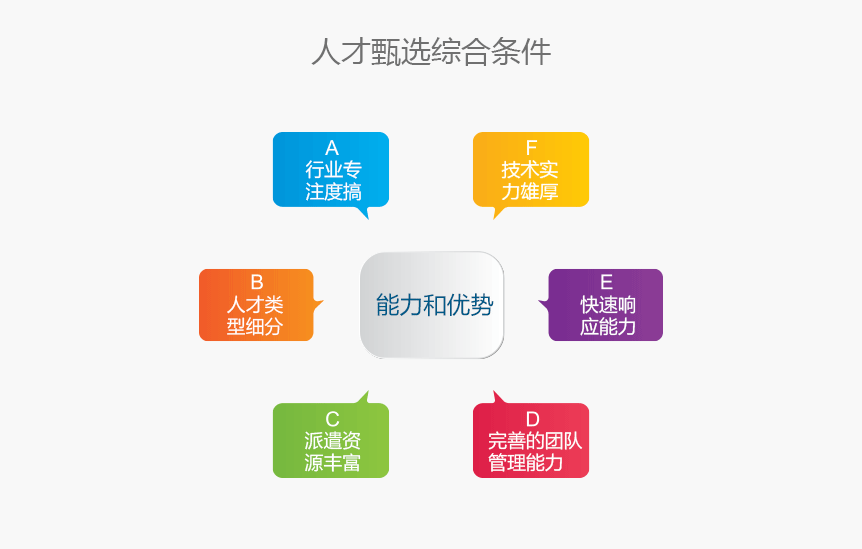 人才甄选综合条件
A
行业专
注度搞
F
技术实
力雄厚
B
人才类
型细分
能力和优势
E
快速响
应能力
C
派遣资
源丰富
D
完善的团队
管理能力